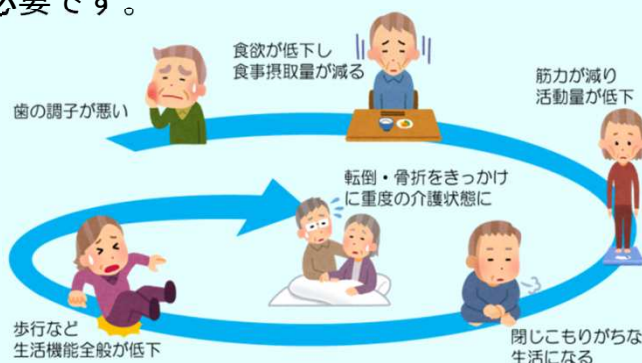 必要です。
歯の調子が悪い
食欲が低下し
食事摂取量が減る
筋力が減り
活動量が低下
閉じこもりがちな
生活になる
歩行など
生活機能全般が低下
転倒・骨折をきっかけ
に重度の介護状態に